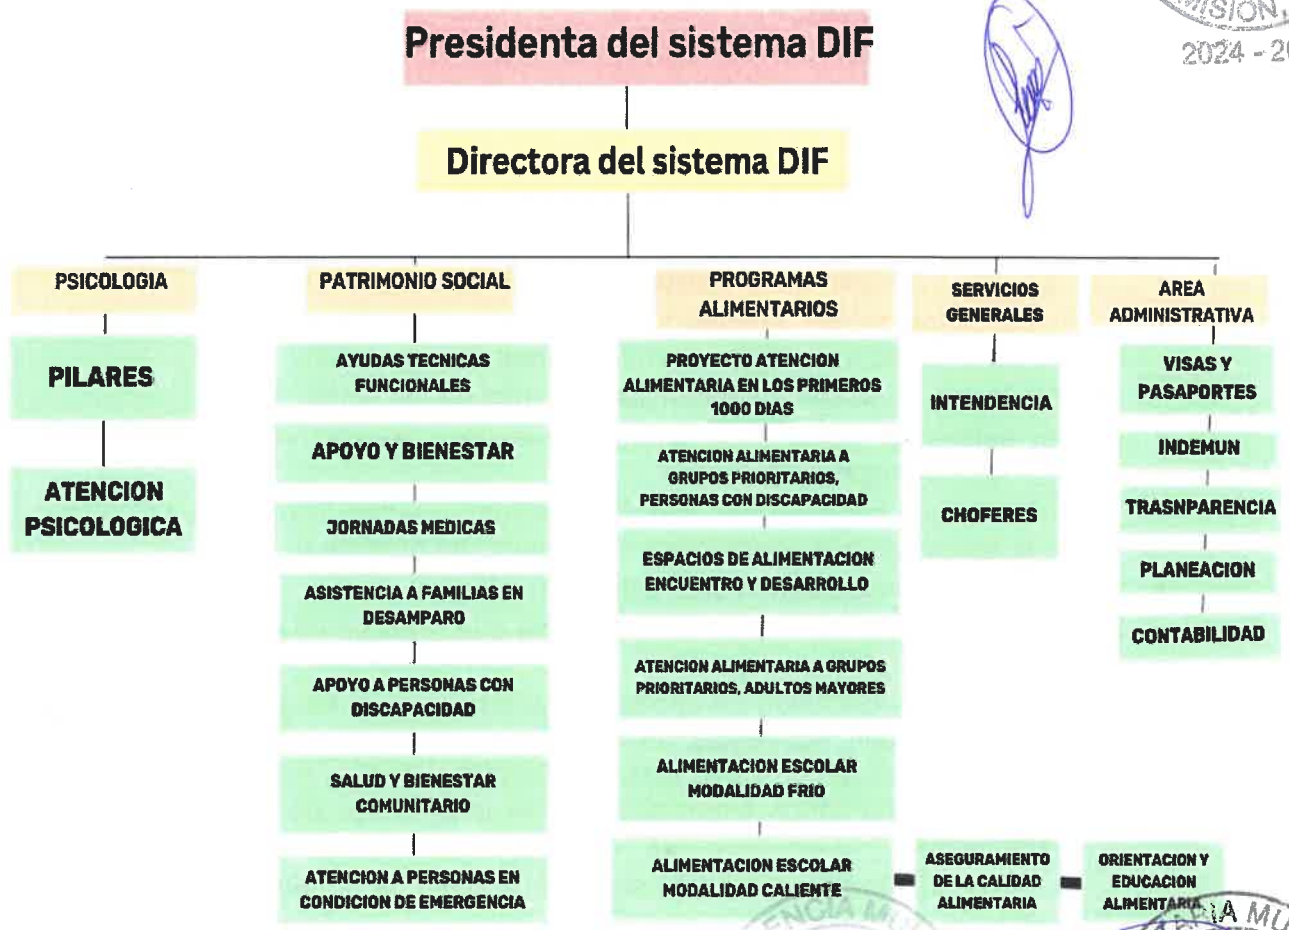 Presidenta del sistema DIF
2024 - 2
Directora del sistema DIF
PSICOLOGIA
PILARES
ATENCION
PSICOLOGICA
PATRIMONIO SOCIAL
AYUDAS TECNICAS
FUNCIONALES
APOYO Y BIENESTAR
JORNADAS MEDICAS
ASISTENCIA A FAMILIAS EN
DESAMPARO
APOYO A PERSONAS CON
DISCAPACIDAD
SALUD Y BIENESTAR
COMUNITARIO
ATENCION A PERSONAS EN
CONDICION DE EMERGENCIA
PROGRAMAS
ALIMENTARIOS
PROYECTO ATENCION
ALIMENTARIA EN LOS PRIMEROS
1000 DIAS
ATENCION ALIMENTARIA A
GRUPOS PRIORITARIOS,
PERSONAS CON DISCAPACIDAD
ESPACIOS DE ALIMENTACION
ENCUENTRO Y DESARROLLO
ATENCION ALIMENTARIA A GRUPOS
PRIORITARIOS, ADULTOS MAYORES
ALIMENTACION ESCOLAR
MODALIDAD FRIO
ALIMENTACION ESCOLAR
MODALIDAD CALIENTE
ASEGURAMIENTO
DE LA CALIDAD
ALIMENTARIA
ORIENTACION Y
EDUCACION
ALIMENTARIA
SERVICIOS
GENERALES
INTENDENCIA
CHOFERES
AREA
ADMINISTRATIVA
VISAS Y
PASAPORTES
INDEMUN
TRASNPARENCIA
PLANEACION
CONTABILIDAD